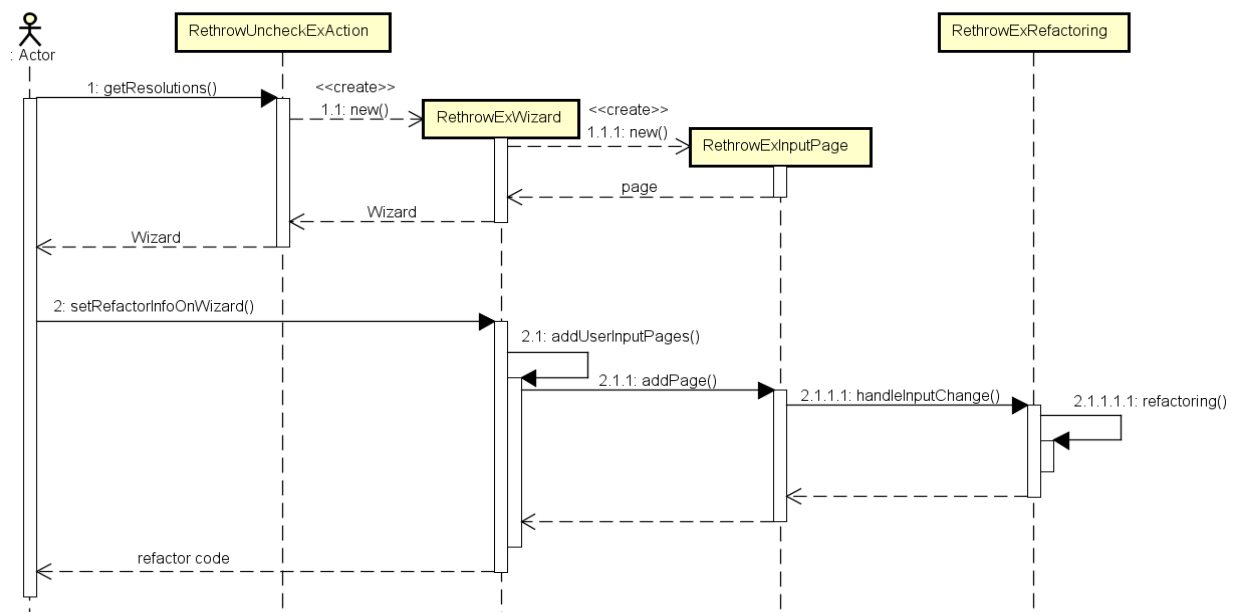 RethrowUncheckExAction
RethrowExRefactoring
: Actor
1: getResolutions()
<<create>>
1.1: new()
RethrowExWizard
<<create>>
1.1.1: new()
RethrowExInputPage
page
Wizard
Wizard
2: setRefactorInfoOnWizard()
2.1: addUserInputPages()
2.1.1: addPage()
2.1.1.1: handleInputChange()
2.1.1.1.1: refactoring()
refactor code